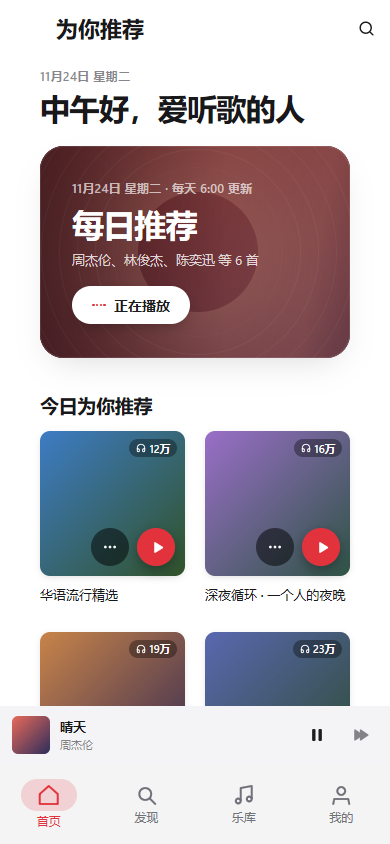 为你推荐
11月24日 星期二
中午好，爱听歌的人
11月24日 星期二 · 每天 6:00 更新
每日推荐
周杰伦、林俊杰、陈奕迅 等 6 首
正在播放
今日为你推荐
12万
16万
华语流行精选
深夜循环 · 一个人的夜晚
19万
23万
晴天
周杰伦
首页
发现
乐库
我的